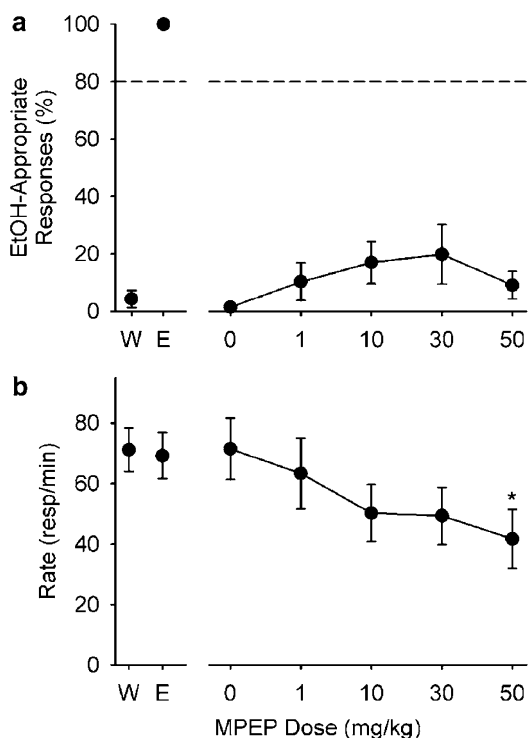 a
EtOH-Appropriate
Responses (%)
100
80
60
40
20
0
W E 0 1 10 30 50
b
Rate (resp/min)
80
60
40
20
0
*
W E 0 1 10 30 50
MPEP Dose (mg/kg)